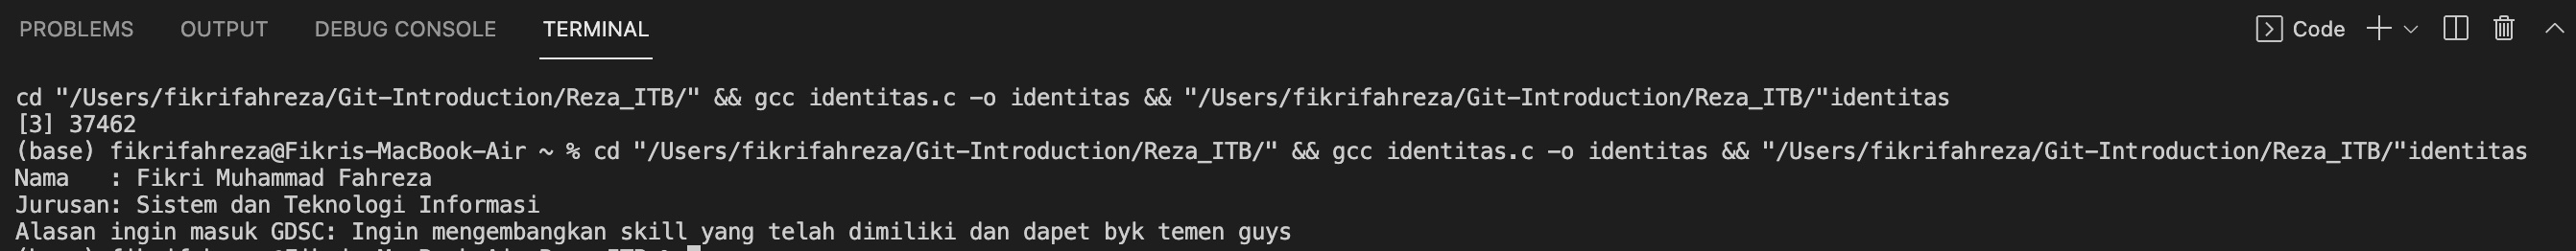 PROBLEMS OUTPUT DEBUG CONSOLE TERMINAL Code
cd "/Users/fikrifahreza/Git-Introduction/Reza_ITB/" && gcc identitas.c -o identitas && "/Users/fikrifahreza/Git-Introduction/Reza_ITB/"identitas
[3] 37462
(base) fikrifahreza@Fikris-MacBook-Air ~ % cd "/Users/fikrifahreza/Git-Introduction/Reza_ITB/" && gcc identitas.c -o identitas && "/Users/fikrifahreza/Git-Introduction/Reza_ITB/"identitas
Nama   : Fikri Muhammad Fahreza
Jurusan: Sistem dan Teknologi Informasi
Alasan ingin masuk GDSC: Ingin mengembangkan skill yang telah dimiliki dan dapet byk temen guys